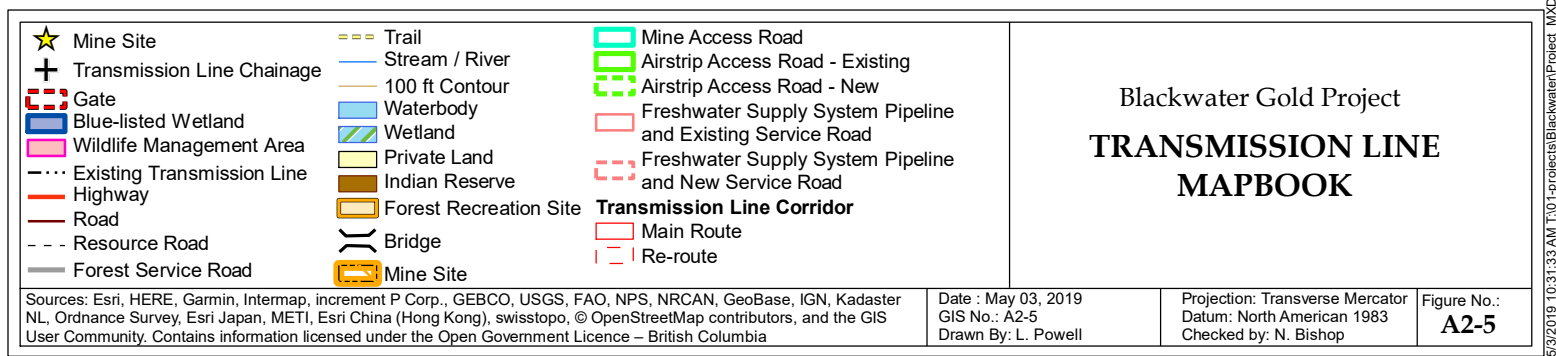 Mine Site
Transmission Line Chainage
Gate
Blue-listed Wetland
Wildlife Management Area
Existing Transmission Line
Highway
Road
Resource Road
Forest Service Road
Trail
Stream / River
100 ft Contour
Waterbody
Wetland
Private Land
Indian Reserve
Forest Recreation Site
Bridge
Mine Site
Mine Access Road
Airstrip Access Road - Existing
Airstrip Access Road - New
Freshwater Supply System Pipeline
and Existing Service Road
Freshwater Supply System Pipeline
and New Service Road
Transmission Line Corridor
Main Route
Re-route
Blackwater Gold Project
TRANSMISSION LINE
MAPBOOK
Sources: Esri, HERE, Garmin, Intermap, increment P Corp., GEBCO, USGS, FAO, NPS, NRCAN, GeoBase, IGN, Kadaster
NL, Ordnance Survey, Esri Japan, METI, Esri China (Hong Kong), swisstopo, © OpenStreetMap contributors, and the GIS
User Community. Contains information licensed under the Open Government Licence – British Columbia
Date : May 03, 2019
GIS No.: A2-5
Drawn By: L. Powell
Projection: Transverse Mercator
Datum: North American 1983
Checked by: N. Bishop
Figure No.:
A2-5
5/3/2019 10:31:33 AM T:\01-projects\Blackwater\Project_MXD